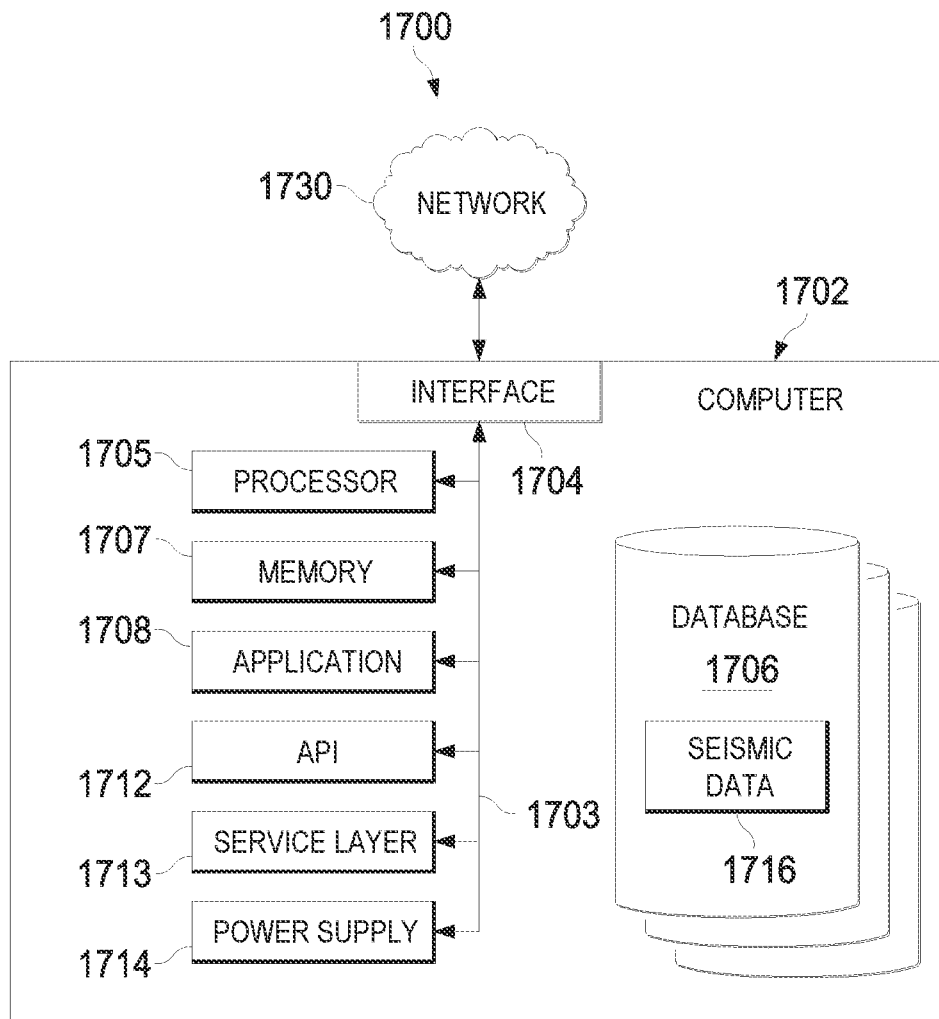 1700
1730
NETWORK
1702
INTERFACE
COMPUTER
1704
1705
PROCESSOR
1707
MEMORY
1708
APPLICATION
1712
API
1703
1713
SERVICE LAYER
1714
POWER SUPPLY
DATABASE
1706
SEISMIC
DATA
1716